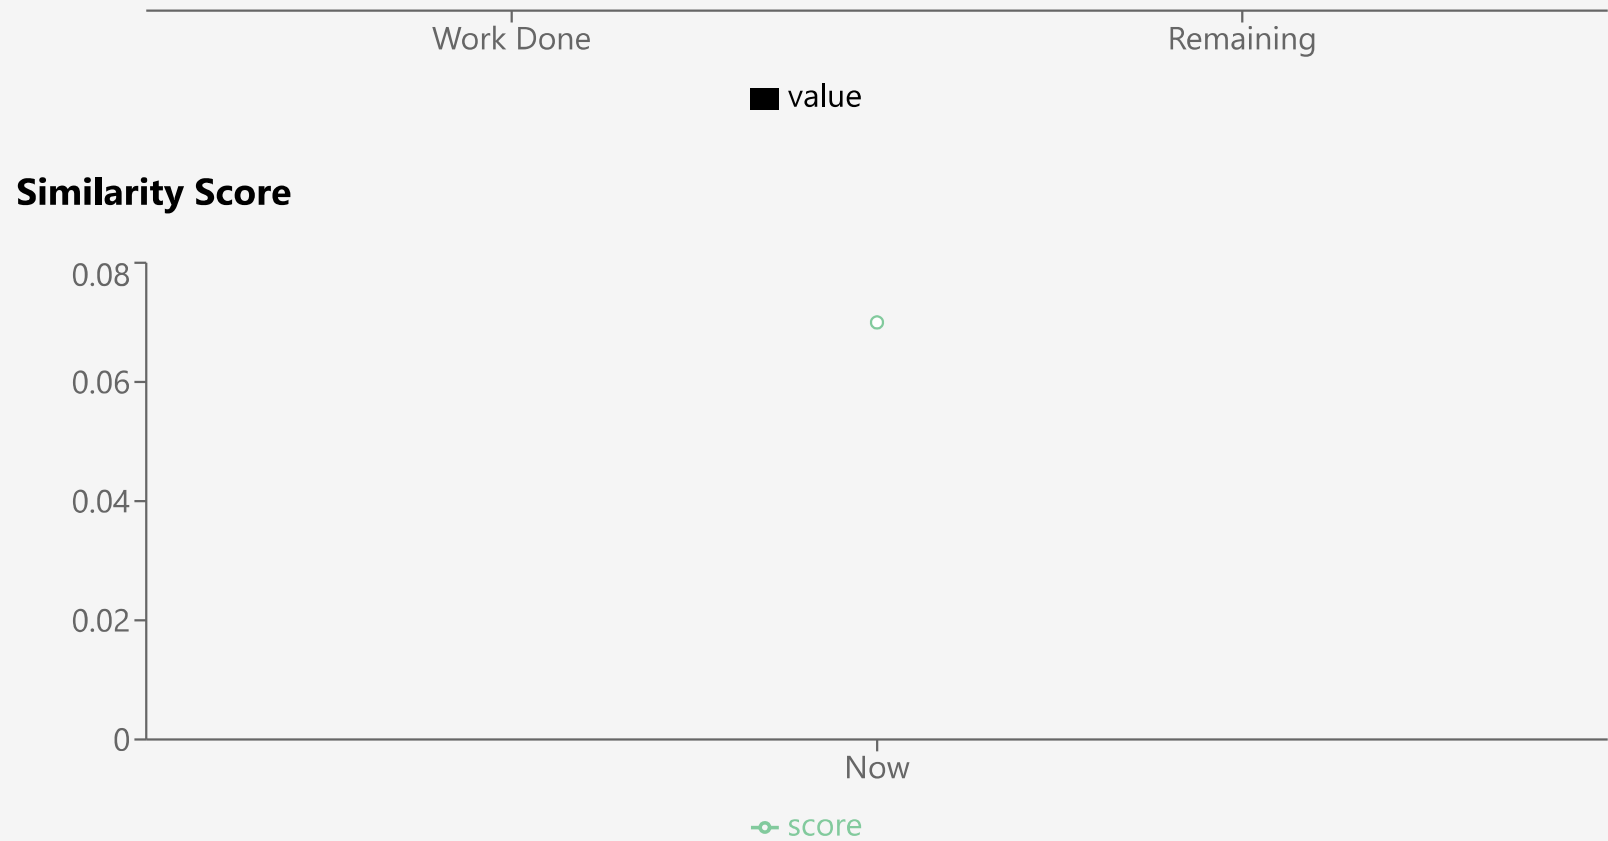 Work Done Remaining
value
Similarity Score
0.08
0.06
0.04
0.02
0
Now
score